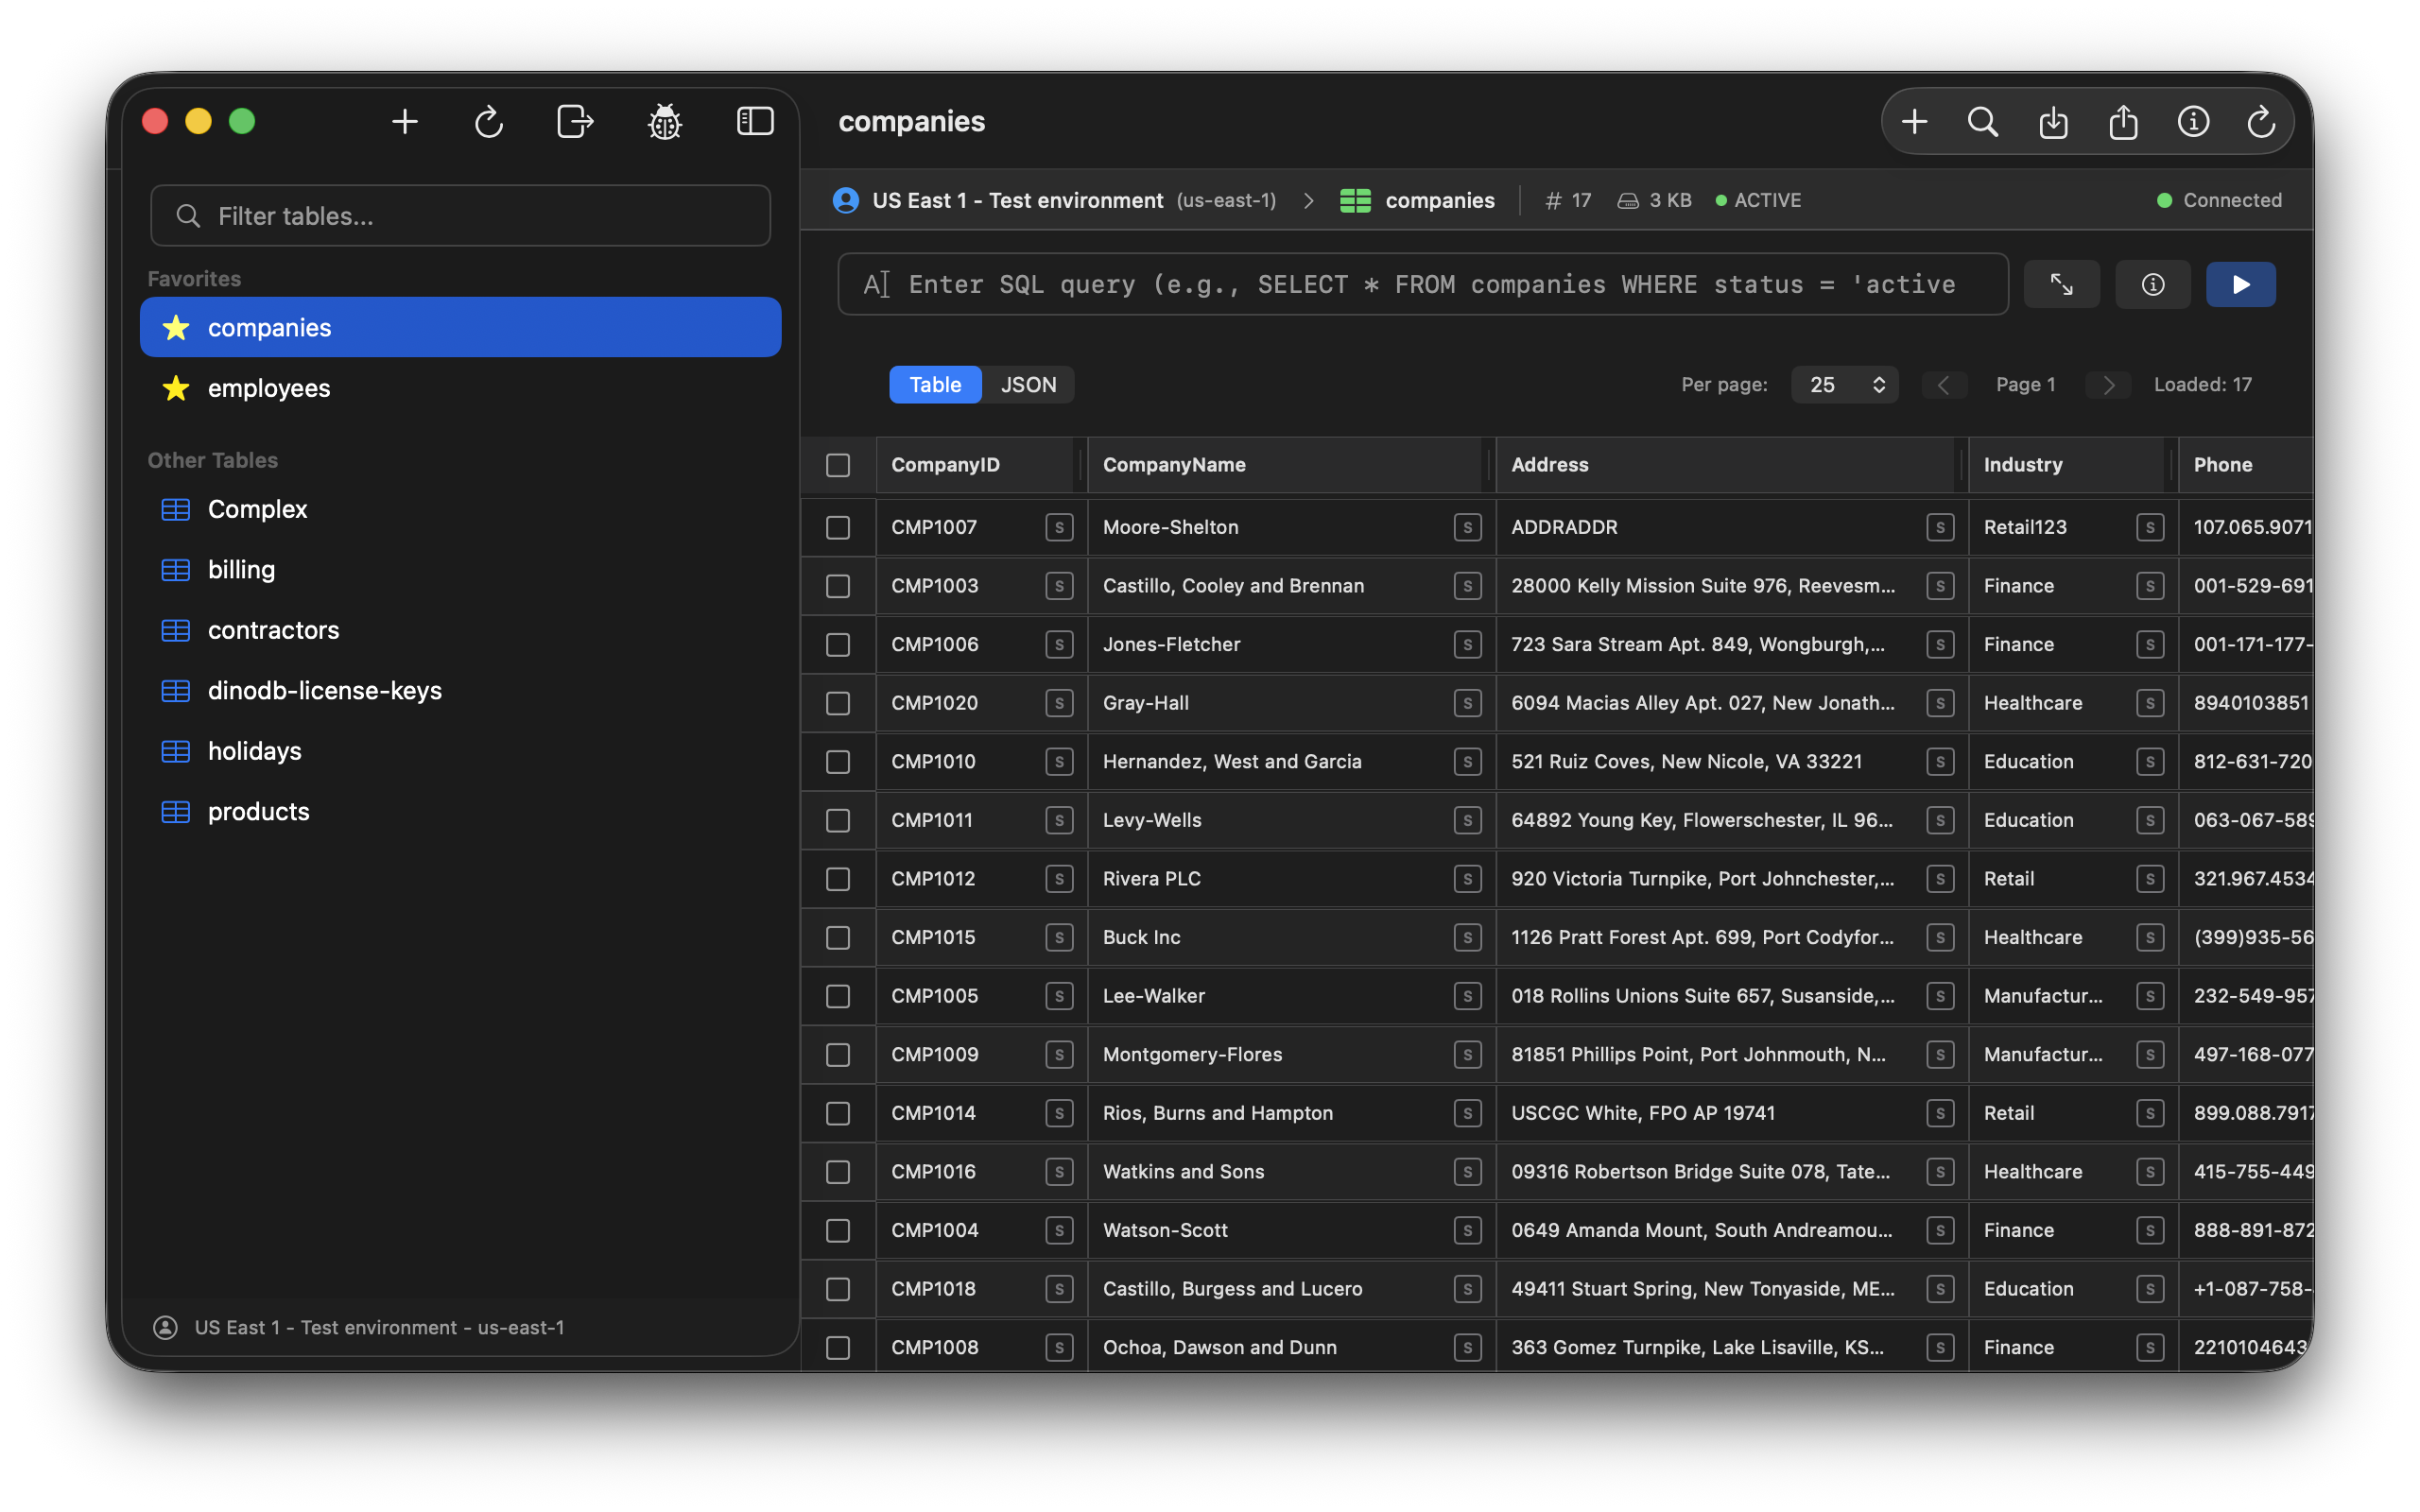 companies
Filter tables...
Favorites
companies
employees
Other Tables
Complex
billing
contractors
dinodb-license-keys
holidays
products
US East 1 - Test environment - us-east-1
US East 1 - Test environment (us-east-1) > companies # 17 3 KB ACTIVE Connected
Enter SQL query (e.g., SELECT * FROM companies WHERE status = 'active
Table JSON Per page: 25 Page 1 Loaded: 17
CompanyID CompanyName Address Industry Phone
CMP1007 S Moore-Shelton S ADDRADDR S Retail123 S 107.065.9071
CMP1003 S Castillo, Cooley and Brennan S 28000 Kelly Mission Suite 976, Reevesm... S Finance S 001-529-691
CMP1006 S Jones-Fletcher S 723 Sara Stream Apt. 849, Wongburgh,... S Finance S 001-171-177-
CMP1020 S Gray-Hall S 6094 Macias Alley Apt. 027, New Jonath... S Healthcare S 8940103851
CMP1010 S Hernandez, West and Garcia S 521 Ruiz Coves, New Nicole, VA 33221 S Education S 812-631-720
CMP1011 S Levy-Wells S 64892 Young Key, Flowerschester, IL 96... S Education S 063-067-589
CMP1012 S Rivera PLC S 920 Victoria Turnpike, Port Johnchester,... S Retail S 321.967.4534
CMP1015 S Buck Inc S 1126 Pratt Forest Apt. 699, Port Codyfor... S Healthcare S (399)935-56
CMP1005 S Lee-Walker S 018 Rollins Unions Suite 657, Susanside,... S Manufactur... S 232-549-957
CMP1009 S Montgomery-Flores S 81851 Phillips Point, Port Johnmouth, N... S Manufactur... S 497-168-077
CMP1014 S Rios, Burns and Hampton S USCGC White, FPO AP 19741 S Retail S 899.088.7917
CMP1016 S Watkins and Sons S 09316 Robertson Bridge Suite 078, Tate... S Healthcare S 415-755-449
CMP1004 S Watson-Scott S 0649 Amanda Mount, South Andreamou... S Finance S 888-891-872
CMP1018 S Castillo, Burgess and Lucero S 49411 Stuart Spring, New Tonyaside, ME... S Education S +1-087-758-
CMP1008 S Ochoa, Dawson and Dunn S 363 Gomez Turnpike, Lake Lisaville, KS... S Finance S 2210104643